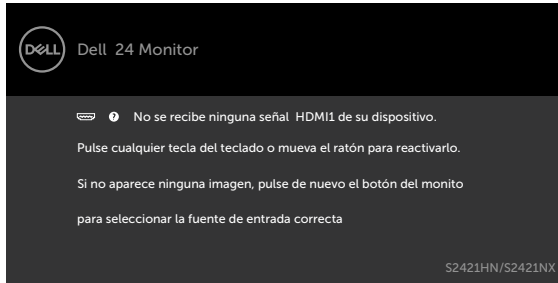 DELL
Dell 24 Monitor
No se recibe ninguna señal HDMI1 de su dispositivo.
Pulse cualquier tecla del teclado o mueva el ratón para reactivarlo.
Si no aparece ninguna imagen, pulse de nuevo el botón del monito
para seleccionar la fuente de entrada correcta
S2421HN/S2421NX